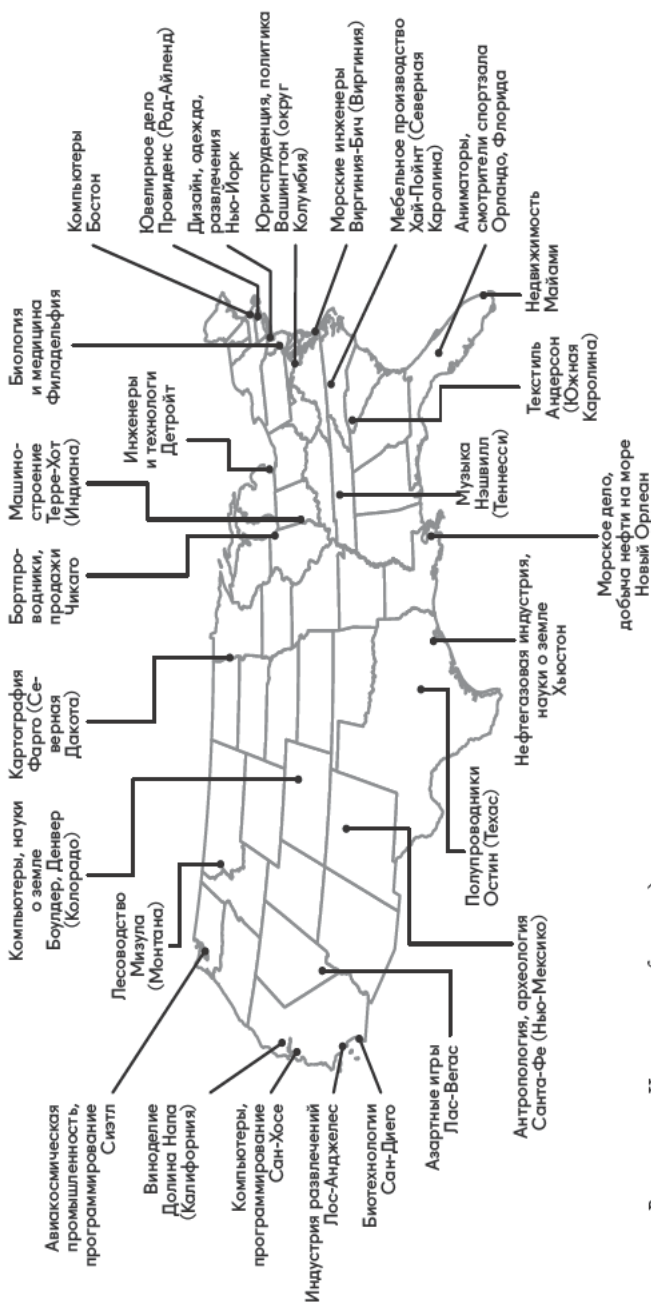 Авиакосмическая
промышленность,
программирование
Сиэтл
Виноделие
Долина Напа
(Калифорния)
Компьютеры,
программирование
Сан-Хосе
Индустрия развлечений
Лос-Анджелес
Биотехнологии
Сан-Диего
Азартные игры
Лас-Вегас
Антропология, археология
Санта-Фе (Нью-Мексико)
Лесоводство
Мизула
(Монтана)
Компьютеры, науки
о земле
Боулдер, Денвер
(Колорадо)
Картография
Фарго (Се-
верная
Дакота)
Бортпро-
водники,
продажи
Чикаго
Машино-
строение
Терре-Хот
(Индиана)
Инженеры
и технологи
Детройт
Биология
и медицина
Филадельфия
Компьютеры
Бостон
Ювелирное дело
Провиденс (Род-Айленд)
Дизайн, одежда,
развлечения
Нью-Йорк
Юриспруденция, политика
Вашингтон (округ
Колумбия)
Морские инженеры
Виргиния-Бич (Виргиния)
Мебельное производство
Хай-Пойнт (Северная
Каролина)
Аниматоры,
смотрители спортзала
Орландо, Флорида
Недвижимость
Майами
Текстиль
Андерсон
(Южная
Каролина)
Музыка
Нэшвилл
(Теннесси)
Морское дело,
добыча нефти на море
Новый Орлеан
Нефтегазовая индустрия,
науки о земле
Хьюстон
Полупроводники
Остин (Техас)